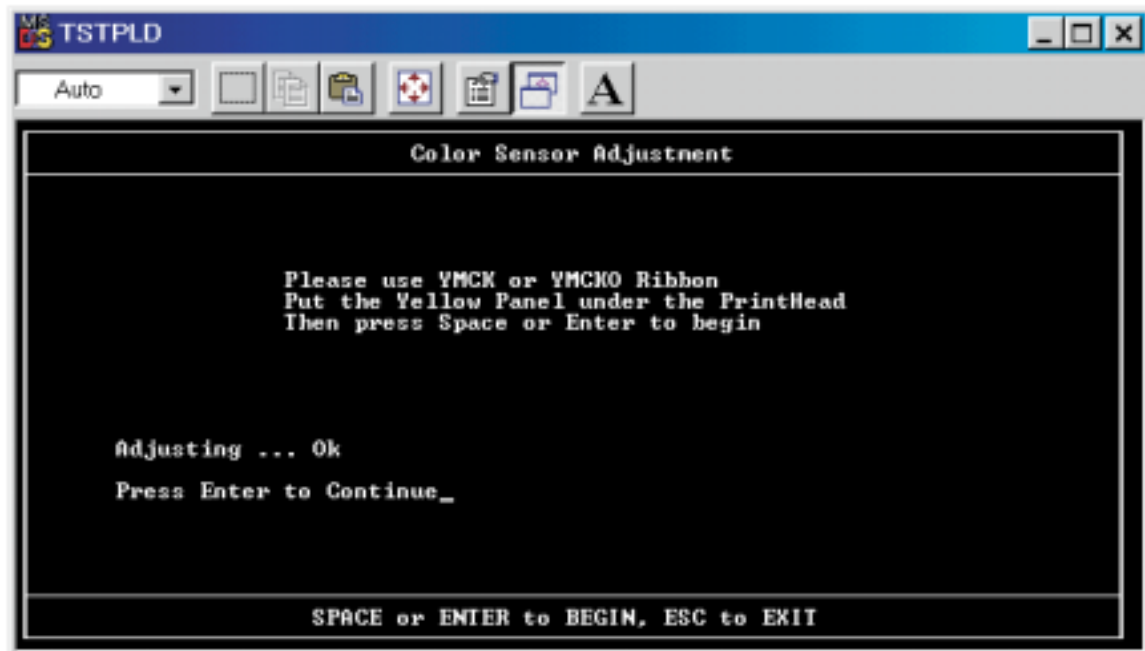 TSTPLD
Auto
A
Color Sensor Adjustment
Please use YMCK or YMCKO Ribbon
Put the Yellow Panel under the PrintHead
Then press Space or Enter to begin
Adjusting ... Ok
Press Enter to Continue_
SPACE or ENTER to BEGIN, ESC to EXIT